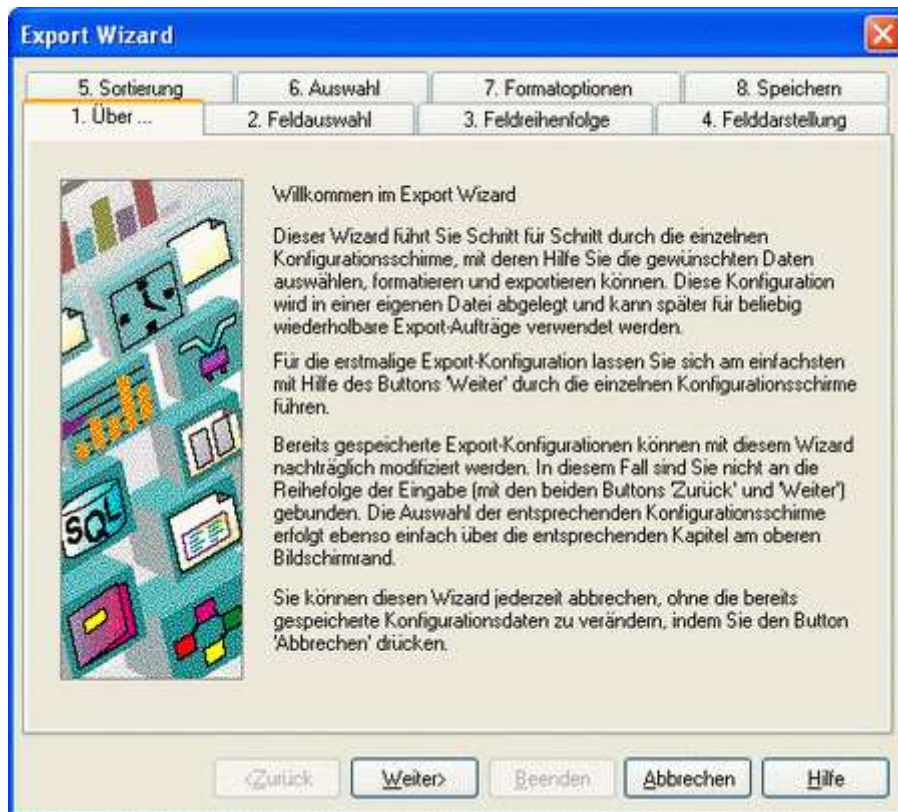 Export Wizard
5. Sortierung
6. Auswahl
7. Formatoptionen
8. Speichern
1. Über ...
2. Feldauswahl
3. Feldreihenfolge
4. Felddarstellung
Willkommen im Export Wizard
Dieser Wizard führt Sie Schritt für Schritt durch die einzelnen
Konfigurationsschirme, mit deren Hilfe Sie die gewünschten Daten
auswählen, formatieren und exportieren können. Diese Konfiguration
wird in einer eigenen Datei abgelegt und kann später für beliebig
wiederholbare Export-Aufträge verwendet werden.
Für die erstmalige Export-Konfiguration lassen Sie sich am einfachsten
mit Hilfe des Buttons 'Weiter' durch die einzelnen Konfigurationsschirme
führen.
Bereits gespeicherte Export-Konfigurationen können mit diesem Wizard
nachträglich modifiziert werden. In diesem Fall sind Sie nicht an die
Reihefolge der Eingabe (mit den beiden Buttons 'Zurück' und 'Weiter')
gebunden. Die Auswahl der entsprechenden Konfigurationsschirme
erfolgt ebenso einfach über die entsprechenden Kapitel am oberen
Bildschirmrand.
Sie können diesen Wizard jederzeit abbrechen, ohne die bereits
gespeicherte Konfigurationsdaten zu verändern, indem Sie den Button
'Abbrechen' drücken.
SQL
<Zurück
Weiter>
Beenden
Abbrechen
Hilfe